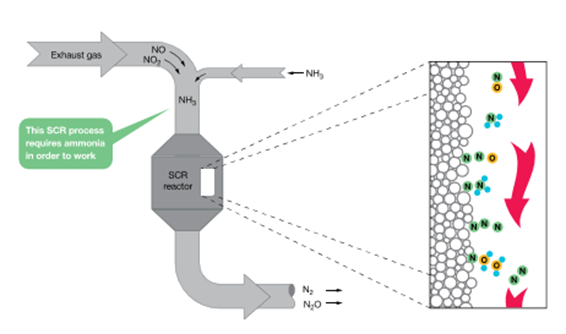 Exhaust gas
NO
NO₂
NH₃
NH₃
This SCR process
requires ammonia
in order to work
SCR
reactor
N₂
N₂O
N
O
N
N N O
N N
N N N
N O O
N N